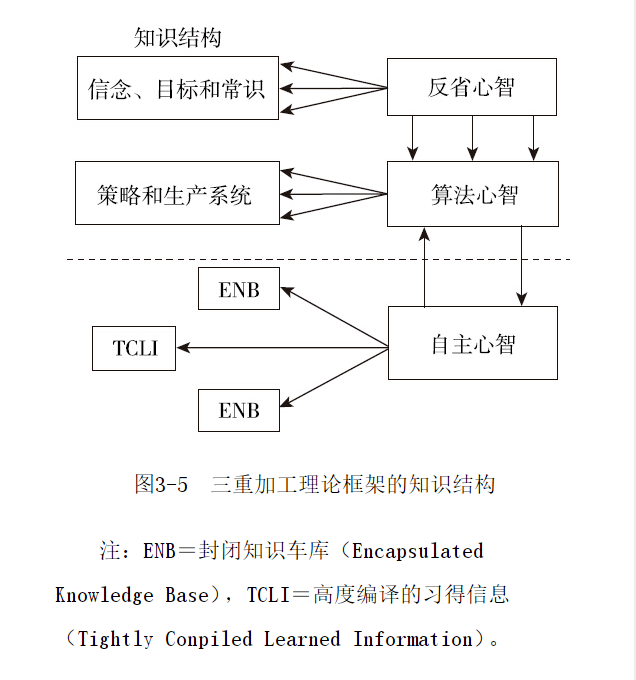 知识结构
信念、目标和常识
反省心智
策略和生产系统
算法心智
ENB
TCLI
自主心智
ENB
图3-5 三重加工理论框架的知识结构
注：ENB＝封闭知识车库（Encapsulated
Knowledge Base），TCLI＝高度编译的习得信息
（Tightly Conpiled Learned Information）。